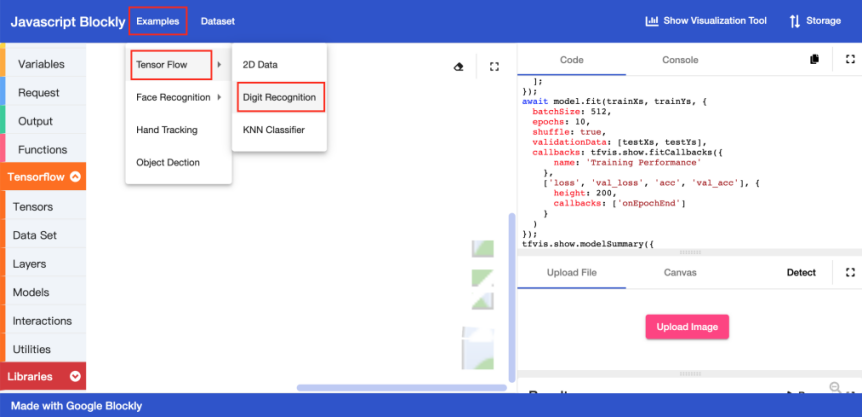 Javascript Blockly Examples Dataset Show Visualization Tool Storage
Variables
Request
Output
Functions
Tensorflow
Tensors
Data Set
Layers
Models
Interactions
Utilities
Libraries
Tensor Flow
Face Recognition
Hand Tracking
Object Dection
2D Data
Digit Recognition
KNN Classifier
Code Console
];
});
await model.fit(trainXs, trainYs, {
batchSize: 512,
epochs: 10,
shuffle: true,
validationData: [testXs, testYs],
callbacks: tfvis.show.fitCallbacks({
name: 'Training Performance'
},
['loss', 'val_loss', 'acc', 'val_acc'], {
height: 200,
callbacks: ['onEpochEnd']
}
)
});
tfvis.show.modelSummary({
Upload File Canvas Detect
Upload Image
Made with Google Blockly